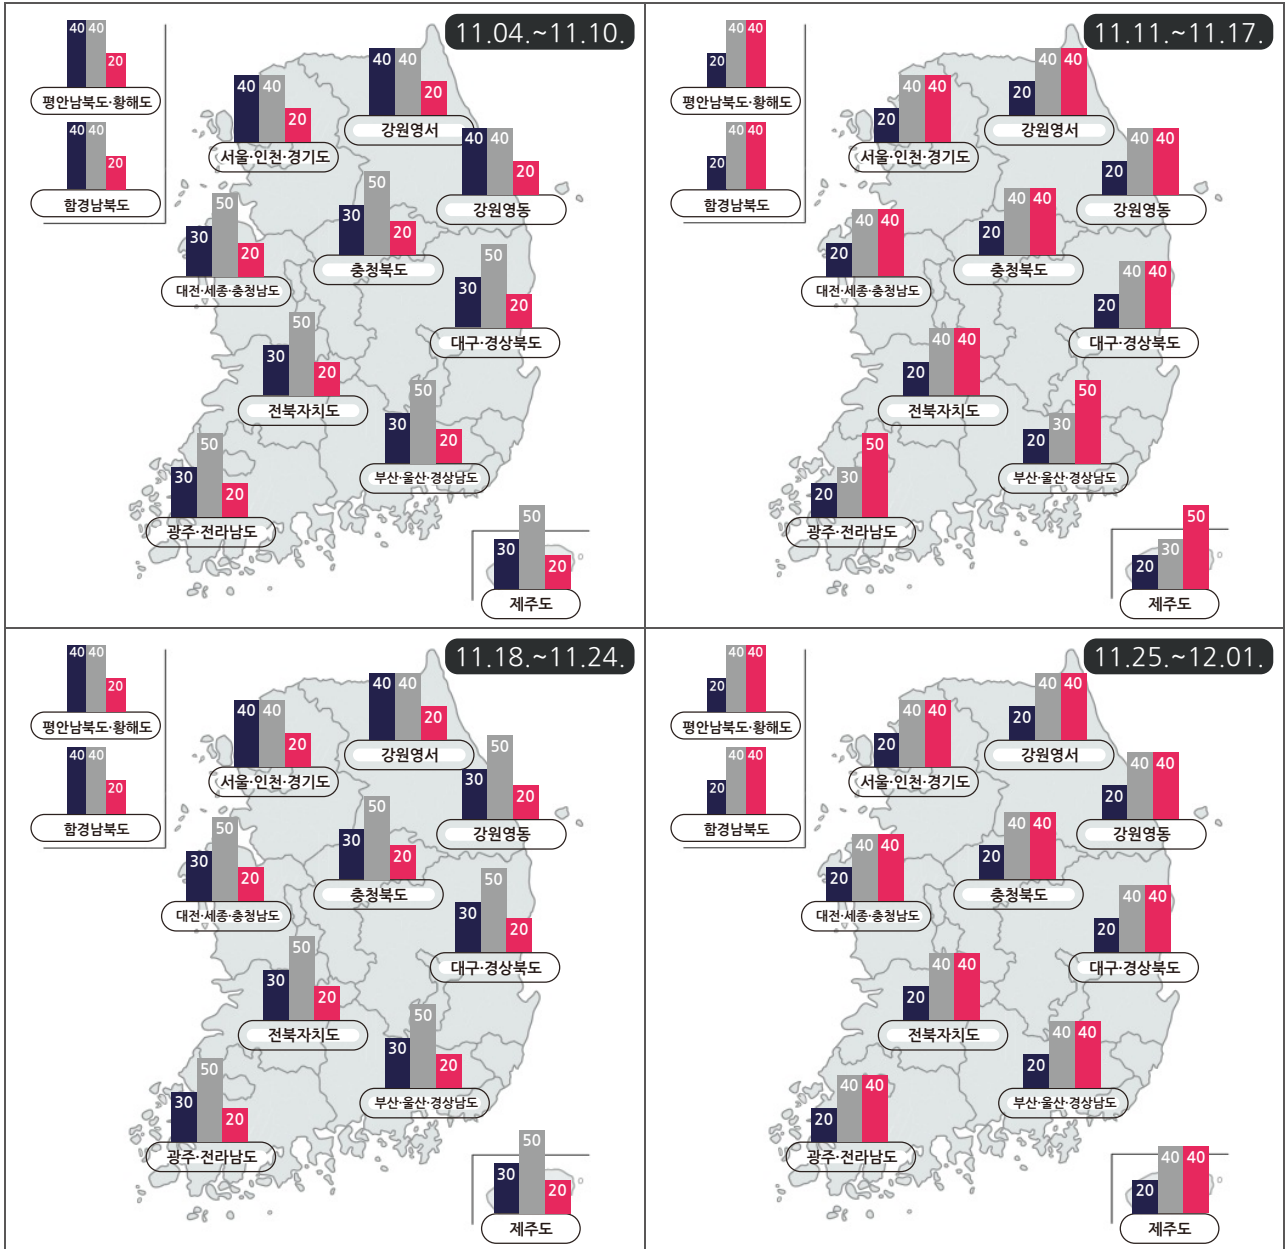 11.04.~11.10.
40 40 20
평안남북도·황해도
40 40 20
함경남북도
40 40 20
서울·인천·경기도
40 40 20
강원영서
40 40 20
강원영동
30 50 20
대전·세종·충청남도
30 50 20
충청북도
30 50 20
대구·경상북도
30 50 20
전북자치도
30 50 20
부산·울산·경상남도
30 50 20
광주·전라남도
30 50 20
제주도
11.11.~11.17.
20 40 40
평안남북도·황해도
20 40 40
함경남북도
20 40 40
서울·인천·경기도
20 40 40
강원영서
20 40 40
강원영동
20 40 40
대전·세종·충청남도
20 40 40
충청북도
20 40 40
대구·경상북도
20 40 40
전북자치도
20 30 50
부산·울산·경상남도
20 30 50
광주·전라남도
20 30 50
제주도
11.18.~11.24.
40 40 20
평안남북도·황해도
40 40 20
함경남북도
40 40 20
서울·인천·경기도
40 40 20
강원영서
30 50 20
강원영동
30 50 20
대전·세종·충청남도
30 50 20
충청북도
30 50 20
대구·경상북도
30 50 20
전북자치도
30 50 20
부산·울산·경상남도
30 50 20
광주·전라남도
30 50 20
제주도
11.25.~12.01.
20 40 40
평안남북도·황해도
20 40 40
함경남북도
20 40 40
서울·인천·경기도
20 40 40
강원영서
20 40 40
강원영동
20 40 40
대전·세종·충청남도
20 40 40
충청북도
20 40 40
대구·경상북도
20 40 40
전북자치도
20 40 40
부산·울산·경상남도
20 40 40
광주·전라남도
20 40 40
제주도